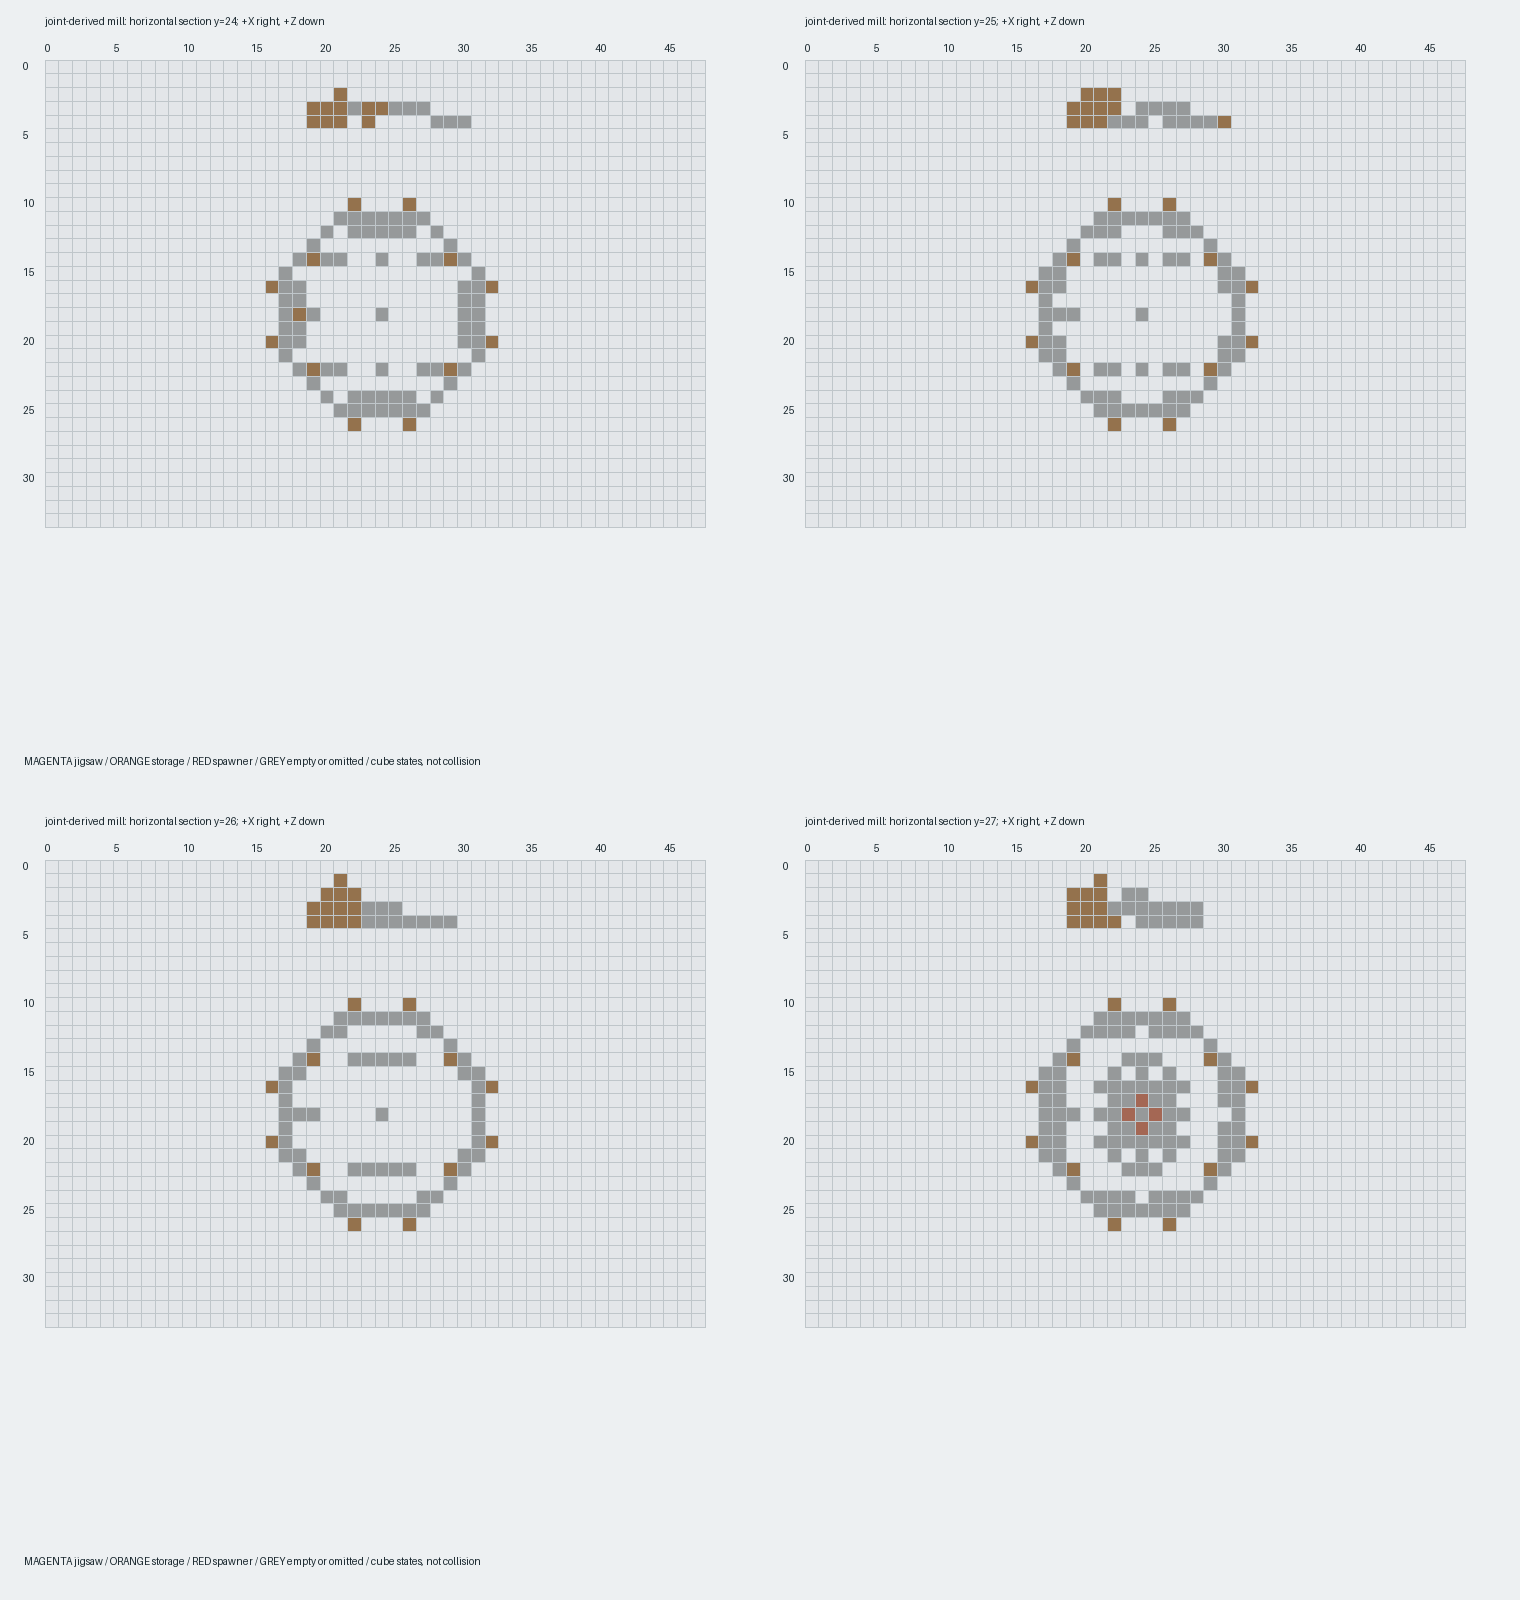 joint-derived mill: horizontal section y=24; +X right, +Z down
0 5 10 15 20 25 30 35 40 45
0
5
10
15
20
25
30
joint-derived mill: horizontal section y=25; +X right, +Z down
0 5 10 15 20 25 30 35 40 45
0
5
10
15
20
25
30
MAGENTA jigsaw / ORANGE storage / RED spawner / GREY empty or omitted / cube states, not collision
joint-derived mill: horizontal section y=26; +X right, +Z down
0 5 10 15 20 25 30 35 40 45
0
5
10
15
20
25
30
joint-derived mill: horizontal section y=27; +X right, +Z down
0 5 10 15 20 25 30 35 40 45
0
5
10
15
20
25
30
MAGENTA jigsaw / ORANGE storage / RED spawner / GREY empty or omitted / cube states, not collision